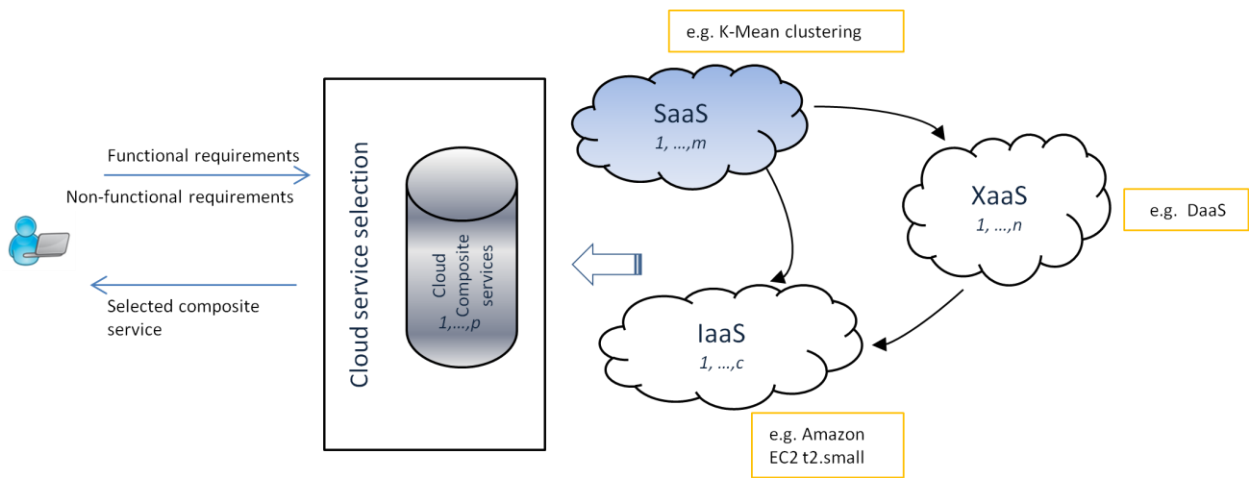 e.g. K-Mean clustering
SaaS
1, ...,m
Functional requirements
Non-functional requirements
Cloud service selection
XaaS
1, ...,n
e.g.  DaaS
Cloud
Composite
services
1,...,p
Selected composite
service
IaaS
1, ...,c
e.g. Amazon
EC2 t2.small